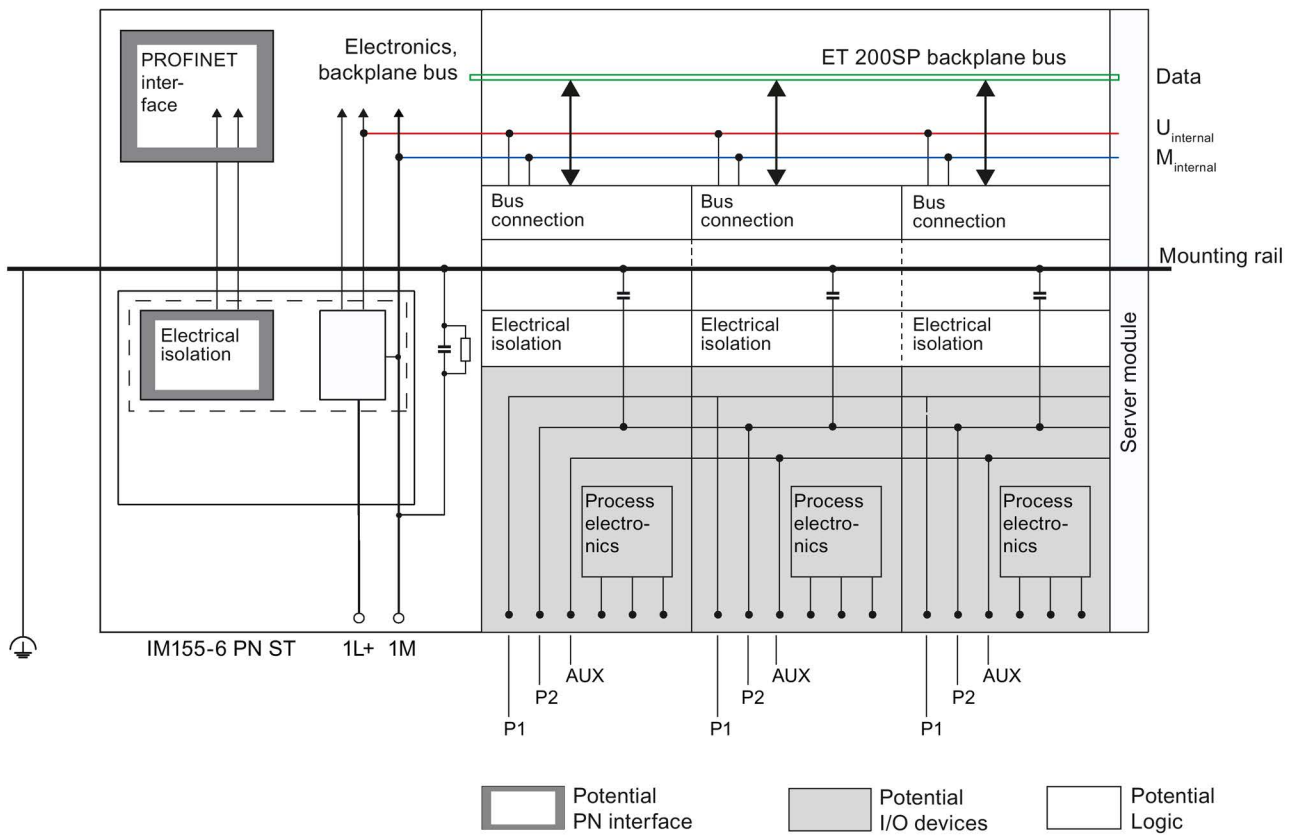 PROFINET
inter-
face
Electronics,
backplane bus
ET 200SP backplane bus
Data
U internal
M internal
Bus
connection
Bus
connection
Bus
connection
Mounting rail
Electrical
isolation
Electrical
isolation
Electrical
isolation
Electrical
isolation
Server module
Process
electro-
nics
Process
electro-
nics
Process
electro-
nics
IM155-6 PN ST
1L+ 1M
AUX
P2
P1
AUX
P2
P1
AUX
P2
P1
Potential
PN interface
Potential
I/O devices
Potential
Logic